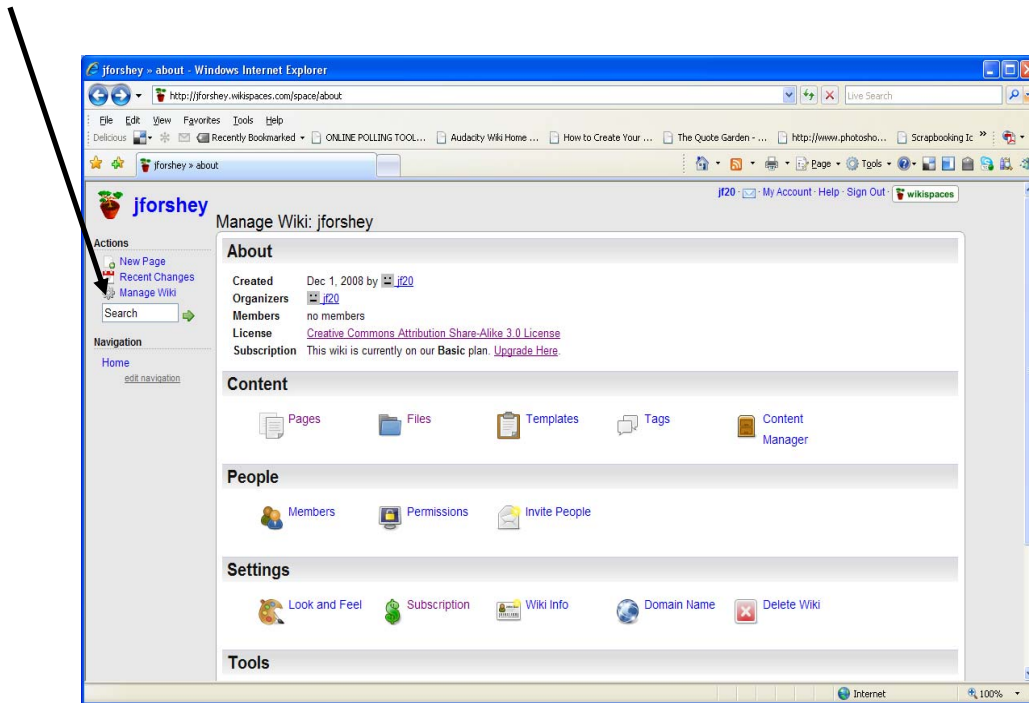 jforshey » about - Windows Internet Explorer
http://jforshey.wikispaces.com/space/about
Live Search
File Edit View Favorites Tools Help
Delicious Recently Bookmarked ONLINE POLLING TOOL... Audacity Wiki Home ... How to Create Your ... The Quote Garden - ... http://www.photosho... Scrapbooking Ic »
jforshey » about
Page Tools
jforshey
jf20 · My Account · Help · Sign Out · wikispaces
Manage Wiki: jforshey
Actions
New Page
Recent Changes
Manage Wiki
Search
Navigation
Home
edit navigation
About
Created Dec 1, 2008 by jf20
Organizers jf20
Members no members
License Creative Commons Attribution Share-Alike 3.0 License
Subscription This wiki is currently on our Basic plan. Upgrade Here.
Content
Pages Files Templates Tags Content Manager
People
Members Permissions Invite People
Settings
Look and Feel Subscription Wiki Info Domain Name Delete Wiki
Tools
Internet 100%